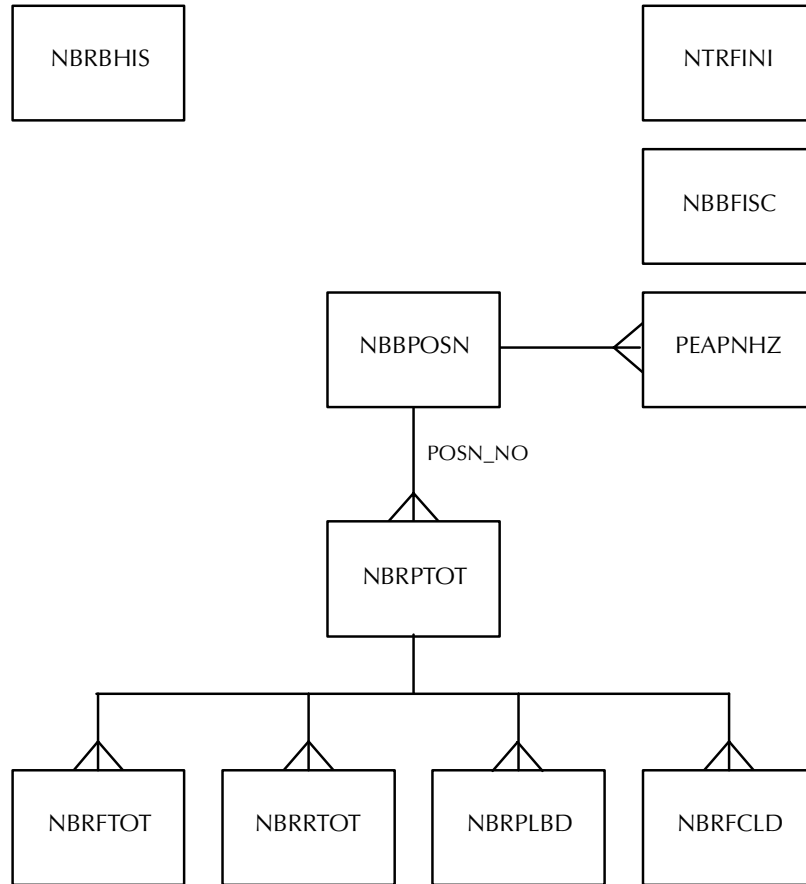 NBRBHIS
NTRFINI
NBBFISC
NBBPOSN
PEAPNHZ
POSN_NO
NBRPTOT
NBRFTOT
NBRRTOT
NBRPLBD
NBRFCLD